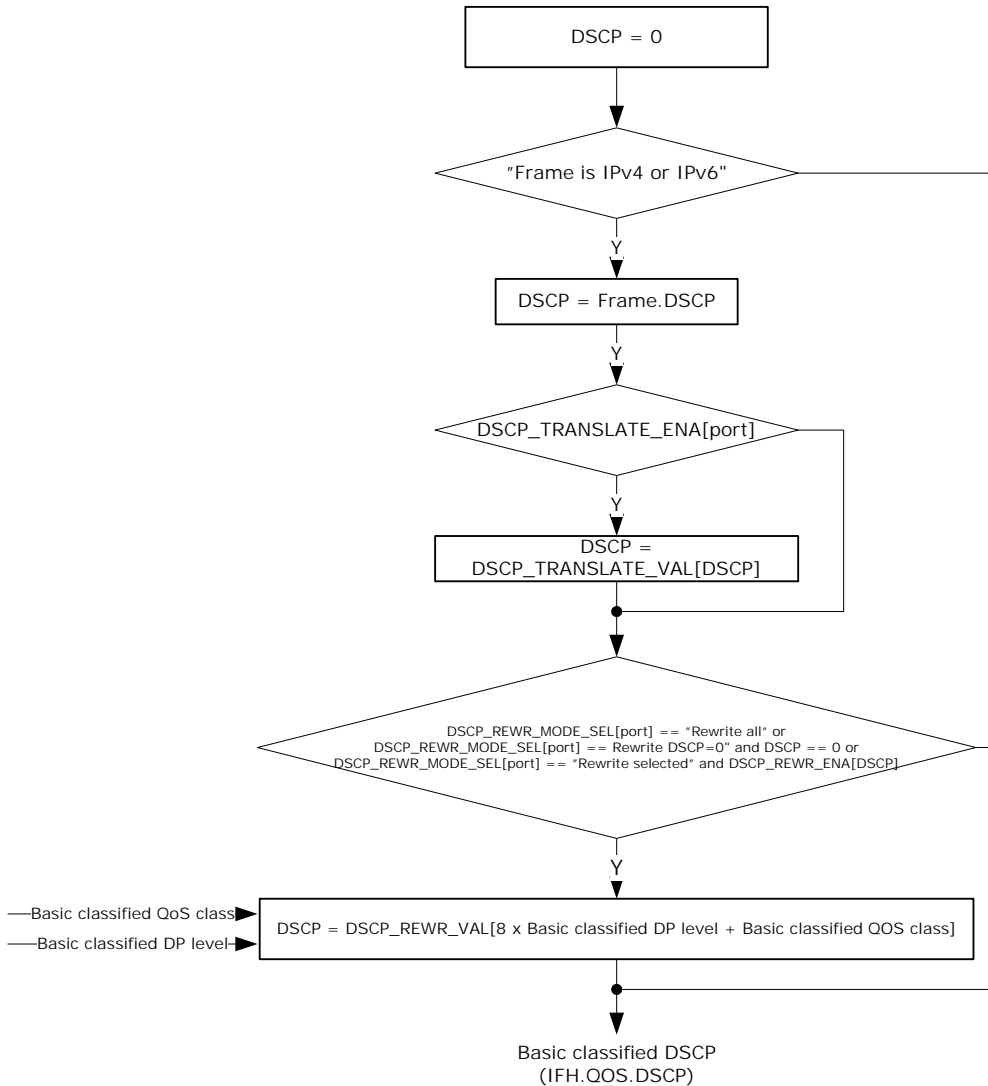 DSCP = 0
"Frame is IPv4 or IPv6"
Y
DSCP = Frame.DSCP
Y
DSCP_TRANSLATE_ENA[port]
Y
DSCP =
DSCP_TRANSLATE_VAL[DSCP]
DSCP_REWR_MODE_SEL[port] == "Rewrite all" or
DSCP_REWR_MODE_SEL[port] == Rewrite DSCP=0" and DSCP == 0 or
DSCP_REWR_MODE_SEL[port] == "Rewrite selected" and DSCP_REWR_ENA[DSCP]
Y
Basic classified QoS class
Basic classified DP level
DSCP = DSCP_REWR_VAL[8 x Basic classified DP level + Basic classified QOS class]
Basic classified DSCP
(IFH.QOS.DSCP)